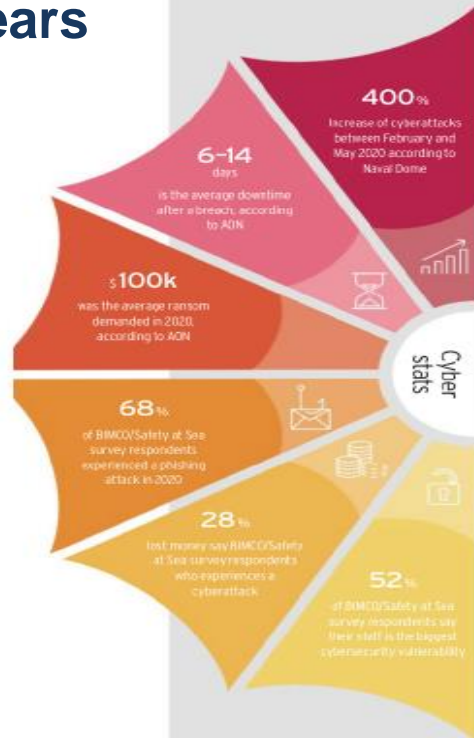 ears
400%
Increase of cyberattacks
between February and
May 2020 according to
Naval Dome
6-14
days
is the average downtime
after a breach, according
to AON
$100k
was the average ransom
demanded in 2020,
according to AON
68%
of BIMCO/Safety at Sea
survey respondents
experienced a phishing
attack in 2020
28%
lost money say BIMCO/Safety
at Sea survey respondents
who experiences a
cyberattack
52%
of BIMCO/Safety at Sea
survey respondents say
their staff is the biggest
cybersecurity vulnerability
Cyber
stats